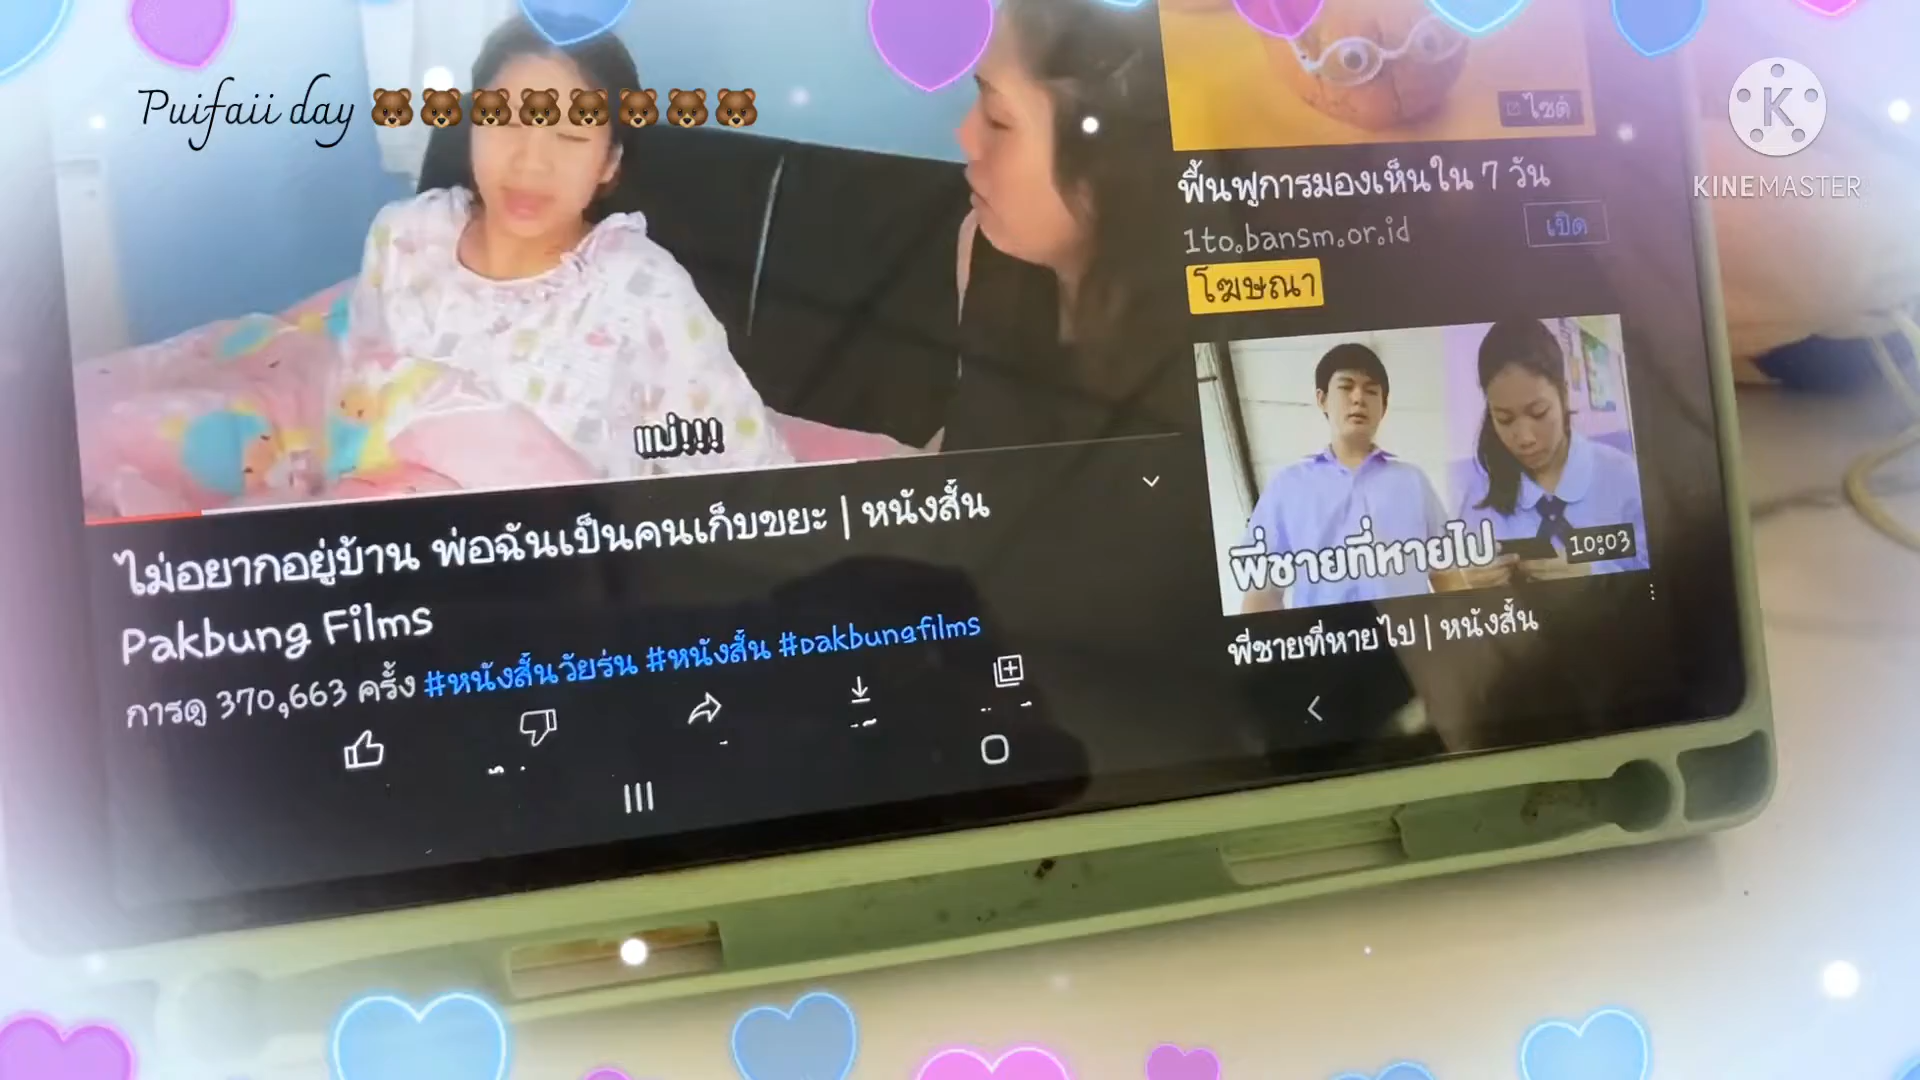 Puifaii day 🐻🐻🐻🐻🐻🐻🐻🐻
K
KINEMASTER
ไซต์
ฟื้นฟูการมองเห็นใน 7 วัน
1to.bansm.or.id
เปิด
โฆษณา
แม่!!!
ไม่อยากอยู่บ้าน พ่อฉันเป็นคนเก็บขยะ | หนังสั้น
Pakbung Films
การดู 370,663 ครั้ง #หนังสั้นวัยรุ่น #หนังสั้น #pakbungfilms
พี่ชายที่หายไป
10:03
พี่ชายที่หายไป | หนังสั้น